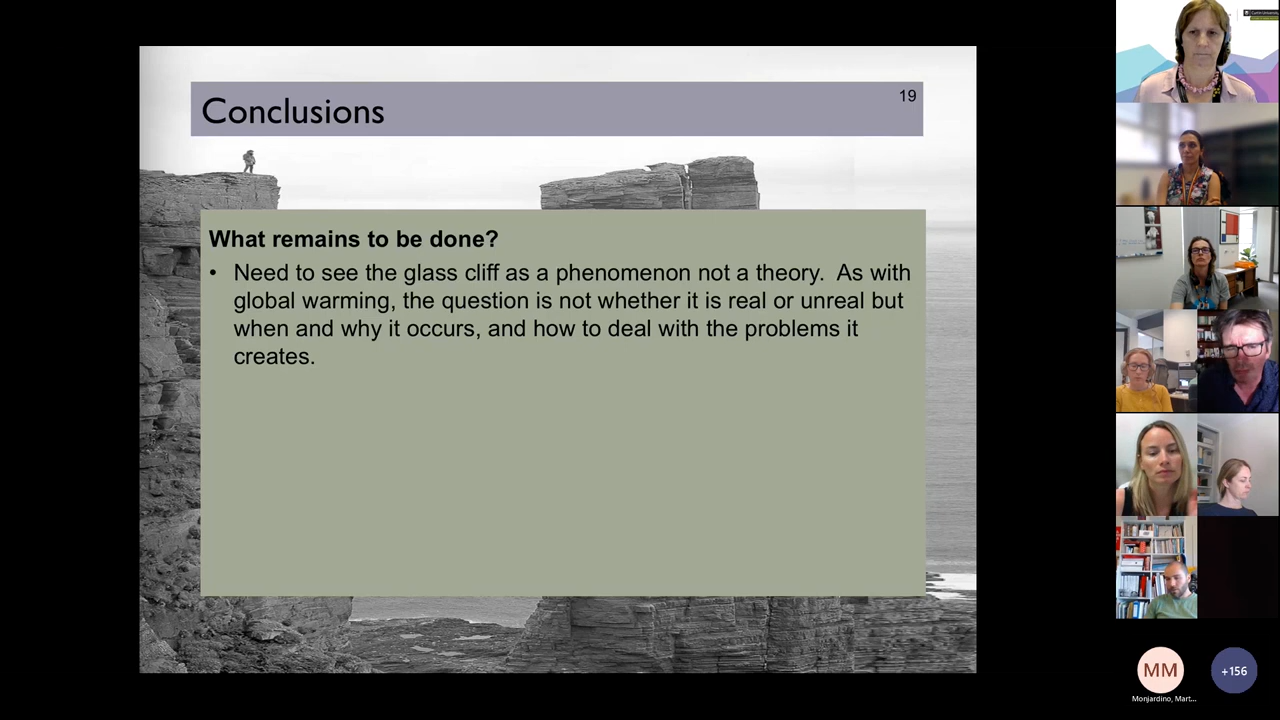 Conclusions
19
What remains to be done?
• Need to see the glass cliff as a phenomenon not a theory. As with
global warming, the question is not whether it is real or unreal but
when and why it occurs, and how to deal with the problems it
creates.
MM
+156
Monjardino, Mart...